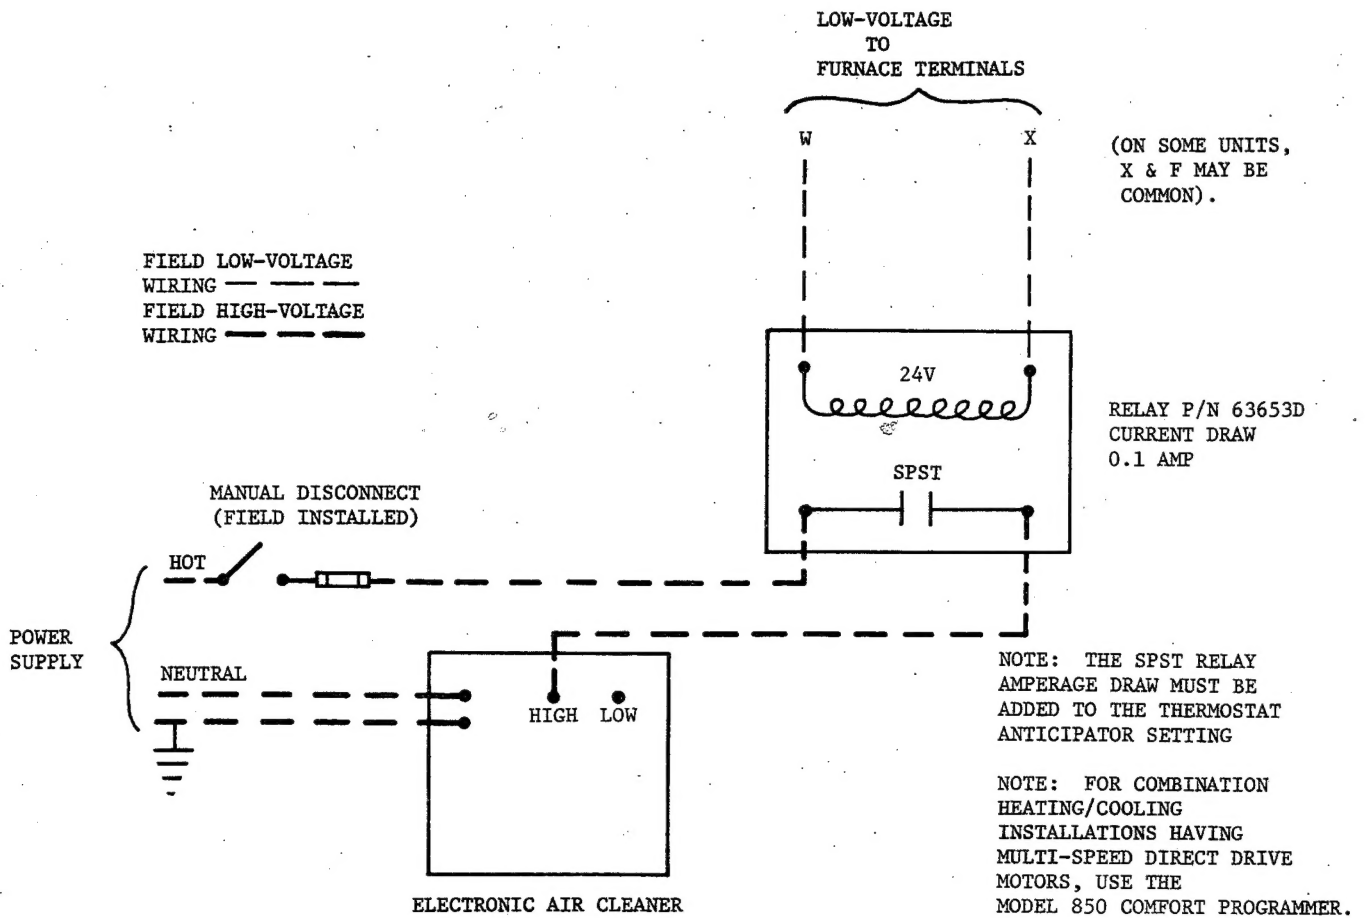 LOW-VOLTAGE
TO
FURNACE TERMINALS
W
X
(ON SOME UNITS,
X & F MAY BE
COMMON).
FIELD LOW-VOLTAGE
WIRING
FIELD HIGH-VOLTAGE
WIRING
24V
RELAY P/N 63653D
CURRENT DRAW
0.1 AMP
SPST
MANUAL DISCONNECT
(FIELD INSTALLED)
HOT
POWER
SUPPLY
NEUTRAL
HIGH LOW
ELECTRONIC AIR CLEANER
NOTE: THE SPST RELAY
AMPERAGE DRAW MUST BE
ADDED TO THE THERMOSTAT
ANTICIPATOR SETTING
NOTE: FOR COMBINATION
HEATING/COOLING
INSTALLATIONS HAVING
MULTI-SPEED DIRECT DRIVE
MOTORS, USE THE
MODEL 850 COMFORT PROGRAMMER.